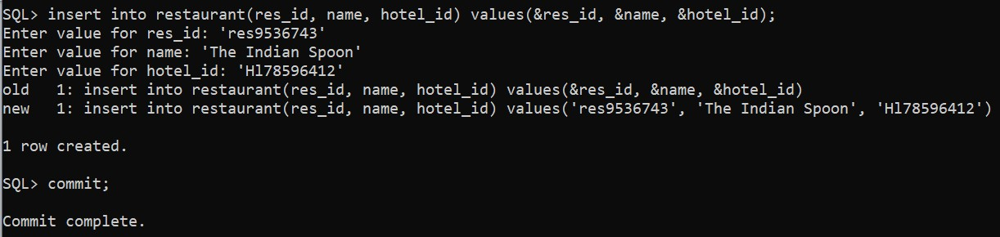 SQL> insert into restaurant(res_id, name, hotel_id) values(&res_id, &name, &hotel_id);
Enter value for res_id: 'res9536743'
Enter value for name: 'The Indian Spoon'
Enter value for hotel_id: 'Hl78596412'
old   1: insert into restaurant(res_id, name, hotel_id) values(&res_id, &name, &hotel_id)
new   1: insert into restaurant(res_id, name, hotel_id) values('res9536743', 'The Indian Spoon', 'Hl78596412')
1 row created.
SQL> commit;
Commit complete.